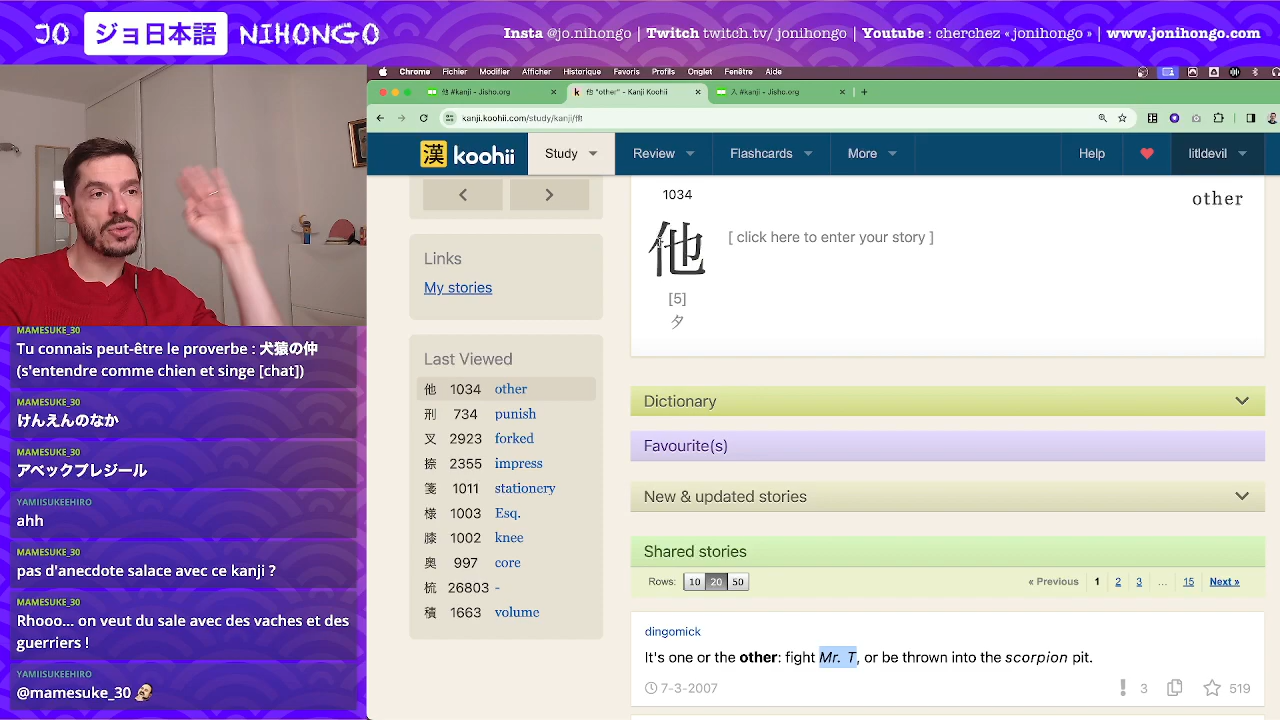 JO ジョ日本語 NIHONGO
Insta @jo.nihongo | Twitch twitch.tv/ jonihongo | Youtube : cherchez « jonihongo » | www.jonihongo.com
Chrome Fichier Modifier Afficher Historique Favoris Profils Onglet Fenêtre Aide
他 #kanji - Jisho.org
他 "other" - Kanji Koohii
人 #kanji - Jisho.org
kanji.koohii.com/study/kanji/他
漢 koohii
Study
Review
Flashcards
More
Help
litldevil
1034
other
他
[ click here to enter your story ]
[5]
タ
Links
My stories
Last Viewed
他 1034 other
刑 734 punish
叉 2923 forked
捺 2355 impress
箋 1011 stationery
様 1003 Esq.
膝 1002 knee
奥 997 core
梳 26803 -
積 1663 volume
Dictionary
Favourite(s)
New & updated stories
Shared stories
Rows: 10 20 50
« Previous 1 2 3 ... 15 Next »
dingomick
It's one or the other: fight Mr. T, or be thrown into the scorpion pit.
7-3-2007
3
519
MAMESUKE_30
Tu connais peut-être le proverbe : 犬猿の仲
(s'entendre comme chien et singe [chat])
MAMESUKE_30
けんえんのなか
MAMESUKE_30
アベックプレジール
YAMIISUKEEHIRO
ahh
MAMESUKE_30
pas d'anecdote salace avec ce kanji ?
MAMESUKE_30
Rhooo... on veut du sale avec des vaches et des
guerriers !
YAMIISUKEEHIRO
@mamesuke_30